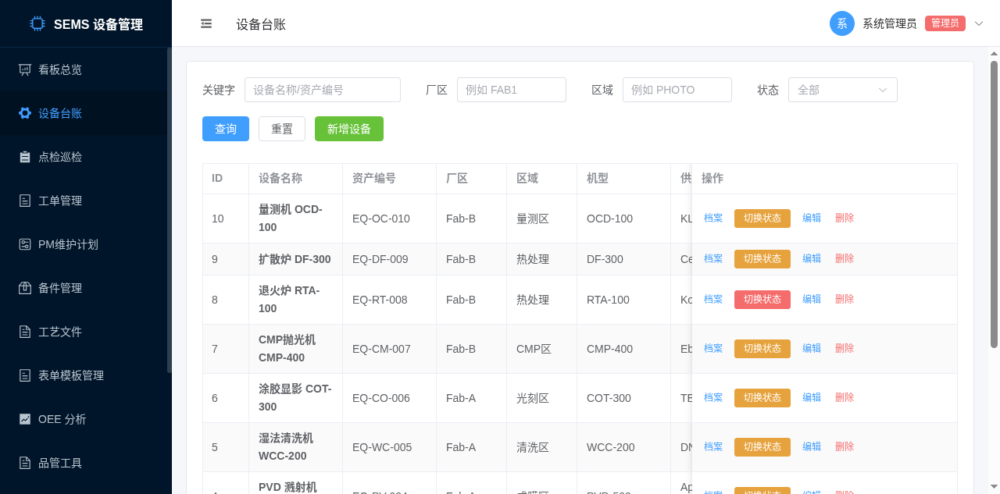 SEMS 设备管理
看板总览
设备台账
点检巡检
工单管理
PM维护计划
备件管理
工艺文件
表单模板管理
OEE 分析
品管工具
设备台账
系 系统管理员 管理员
关键字 设备名称/资产编号 厂区 例如 FAB1 区域 例如 PHOTO 状态 全部
查询 重置 新增设备
ID 设备名称 资产编号 厂区 区域 机型 供 操作
10 量测机 OCD-100 EQ-OC-010 Fab-B 量测区 OCD-100 KL 档案 切换状态 编辑 删除
9 扩散炉 DF-300 EQ-DF-009 Fab-B 热处理 DF-300 Ce 档案 切换状态 编辑 删除
8 退火炉 RTA-100 EQ-RT-008 Fab-B 热处理 RTA-100 Ko 档案 切换状态 编辑 删除
7 CMP抛光机 CMP-400 EQ-CM-007 Fab-B CMP区 CMP-400 Eb 档案 切换状态 编辑 删除
6 涂胶显影 COT-300 EQ-CO-006 Fab-A 光刻区 COT-300 TE 档案 切换状态 编辑 删除
5 湿法清洗机 WCC-200 EQ-WC-005 Fab-A 清洗区 WCC-200 DN 档案 切换状态 编辑 删除
PVD 溅射机 Ap